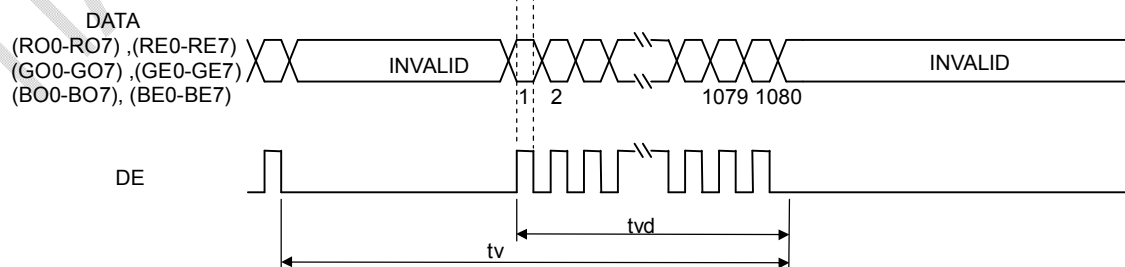 DATA
(RO0-RO7) ,(RE0-RE7)
(GO0-GO7) ,(GE0-GE7)
(BO0-BO7), (BE0-BE7)
INVALID
INVALID
1 2 1079 1080
DE
tvd
tv